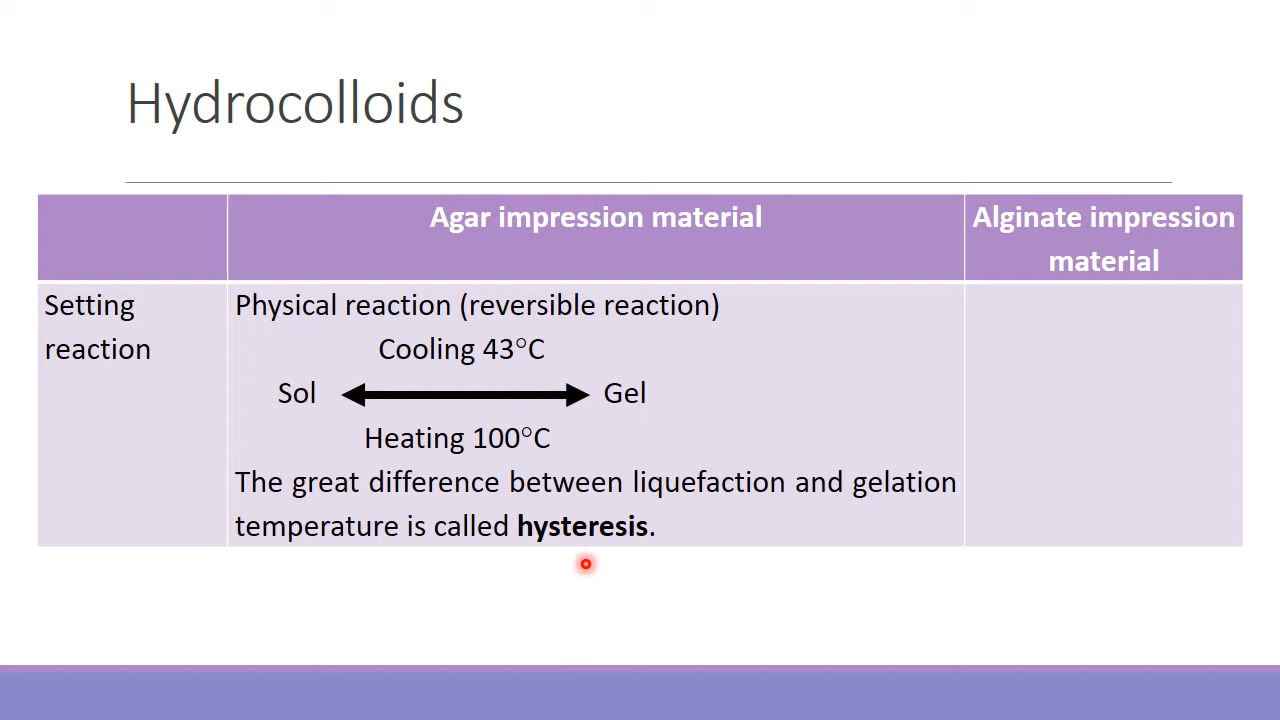 Hydrocolloids
Agar impression material
Alginate impression
material
Setting
reaction
Physical reaction (reversible reaction)
Cooling 43°C
Sol Gel
Heating 100°C
The great difference between liquefaction and gelation
temperature is called hysteresis.